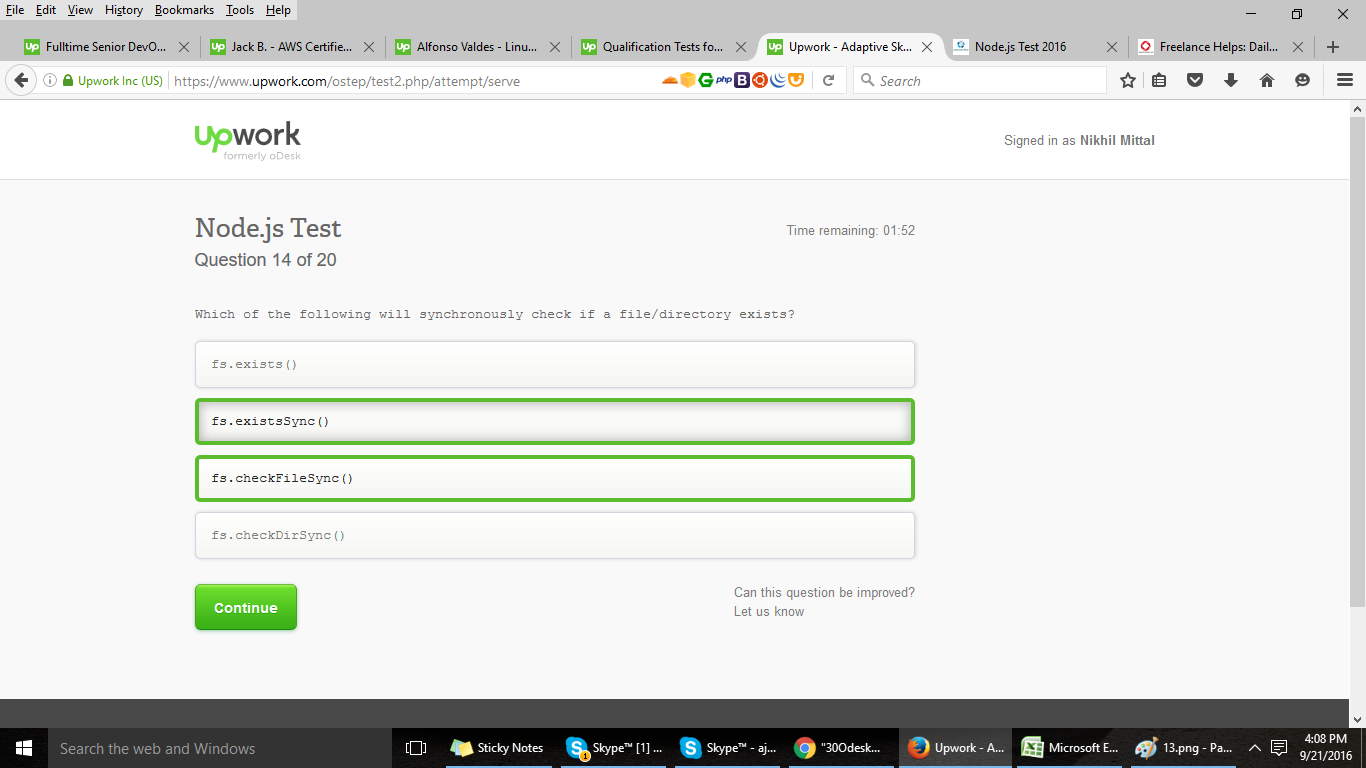 File Edit View History Bookmarks Tools Help
Fulltime Senior DevO...
Jack B. - AWS Certifie...
Alfonso Valdes - Linu...
Qualification Tests fo...
Upwork - Adaptive Sk...
Node.js Test 2016
Freelance Helps: Dail...
Upwork Inc (US) https://www.upwork.com/ostep/test2.php/attempt/serve
Search
upwork
formerly oDesk
Signed in as Nikhil Mittal
Node.js Test
Time remaining: 01:52
Question 14 of 20
Which of the following will synchronously check if a file/directory exists?
fs.exists()
fs.existsSync()
fs.checkFileSync()
fs.checkDirSync()
Continue
Can this question be improved?
Let us know
Search the web and Windows
Sticky Notes
Skype™ [1] ...
Skype™ - aj...
"30Odesk...
Upwork - A...
Microsoft E...
13.png - Pa...
4:08 PM
9/21/2016